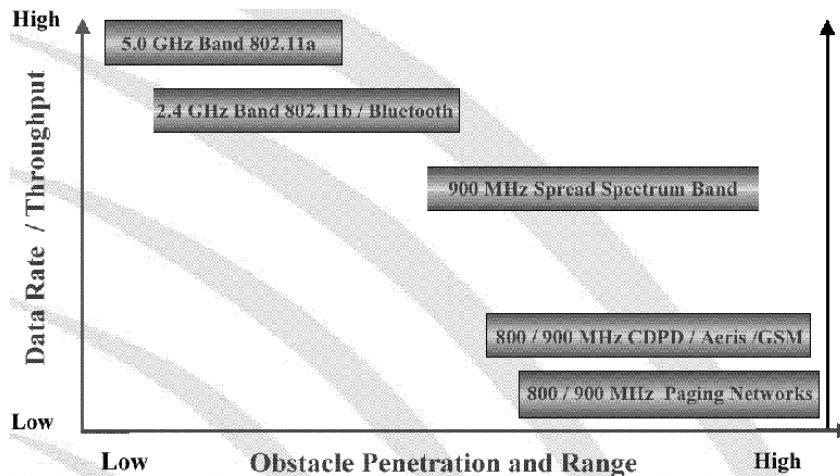 High
5.0 GHz Band 802.11a
2.4 GHz Band 802.11b / Bluetooth
900 MHz Spread Spectrum Band
Data Rate / Throughput
800 / 900 MHz CDPD / Aeris /GSM
800 / 900 MHz Paging Networks
Low
Low
Obstacle Penetration and Range
High